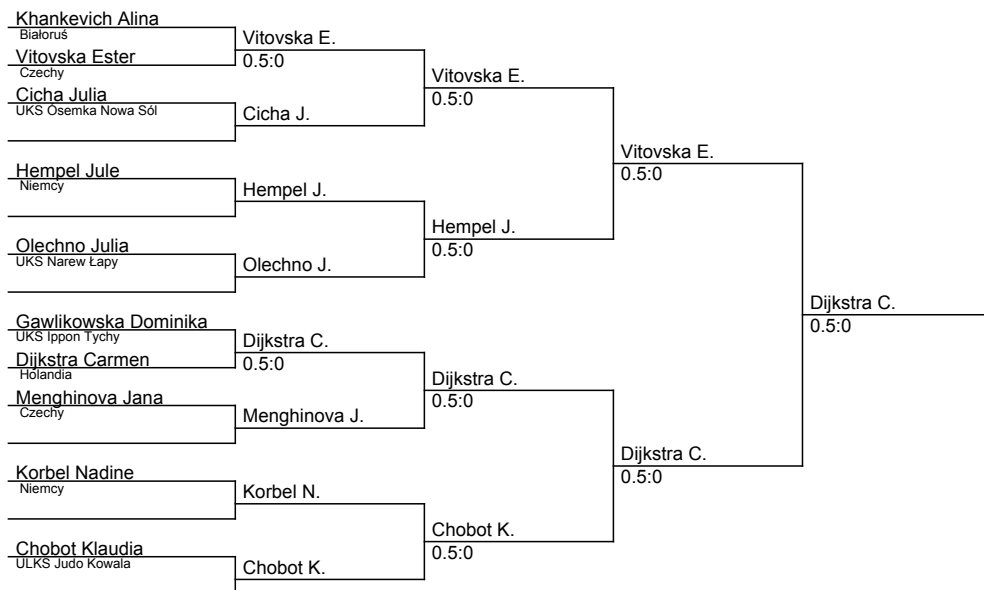 Khankevich Alina
Białoruś
Vitovska E.
0.5:0
Vitovska Ester
Czechy
Vitovska E.
0.5:0
Cicha Julia
UKS Ósemka Nowa Sól
Cicha J.
Vitovska E.
0.5:0
Hempel Jule
Niemcy
Hempel J.
Hempel J.
0.5:0
Olechno Julia
UKS Narew Łapy
Olechno J.
Dijkstra C.
0.5:0
Gawlikowska Dominika
UKS Ippon Tychy
Dijkstra C.
0.5:0
Dijkstra Carmen
Holandia
Dijkstra C.
0.5:0
Menghinova Jana
Czechy
Menghinova J.
Dijkstra C.
0.5:0
Korbel Nadine
Niemcy
Korbel N.
Chobot K.
0.5:0
Chobot Klaudia
ULKS Judo Kowala
Chobot K.